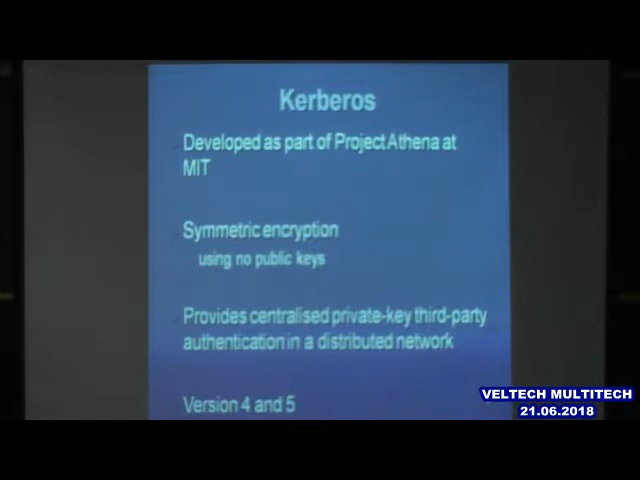 Kerberos
Developed as part of Project Athena at
MIT
Symmetric encryption
using no public keys
Provides centralised private-key third-party
authentication in a distributed network
Version 4 and 5
VELTECH MULTITECH
21.06.2018